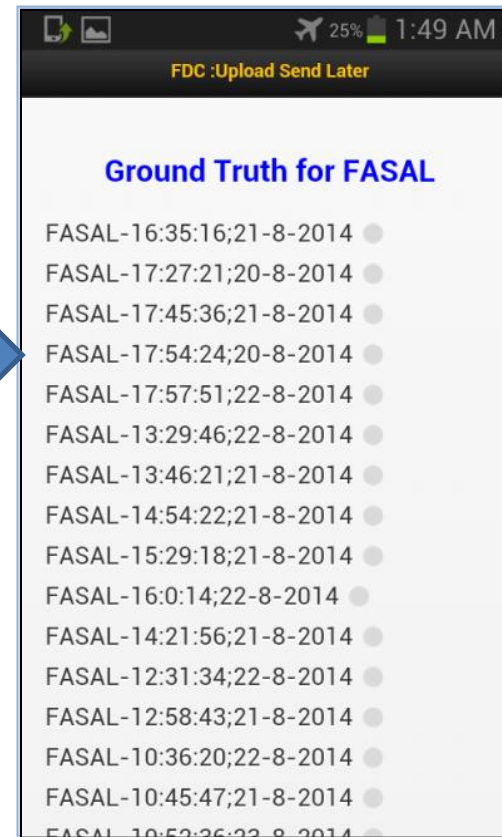 25% 1:49 AM
FDC :Upload Send Later
Ground Truth for FASAL
FASAL-16:35:16;21-8-2014
FASAL-17:27:21;20-8-2014
FASAL-17:45:36;21-8-2014
FASAL-17:54:24;20-8-2014
FASAL-17:57:51;22-8-2014
FASAL-13:29:46;22-8-2014
FASAL-13:46:21;21-8-2014
FASAL-14:54:22;21-8-2014
FASAL-15:29:18;21-8-2014
FASAL-16:0:14;22-8-2014
FASAL-14:21:56;21-8-2014
FASAL-12:31:34;22-8-2014
FASAL-12:58:43;21-8-2014
FASAL-10:36:20;22-8-2014
FASAL-10:45:47;21-8-2014